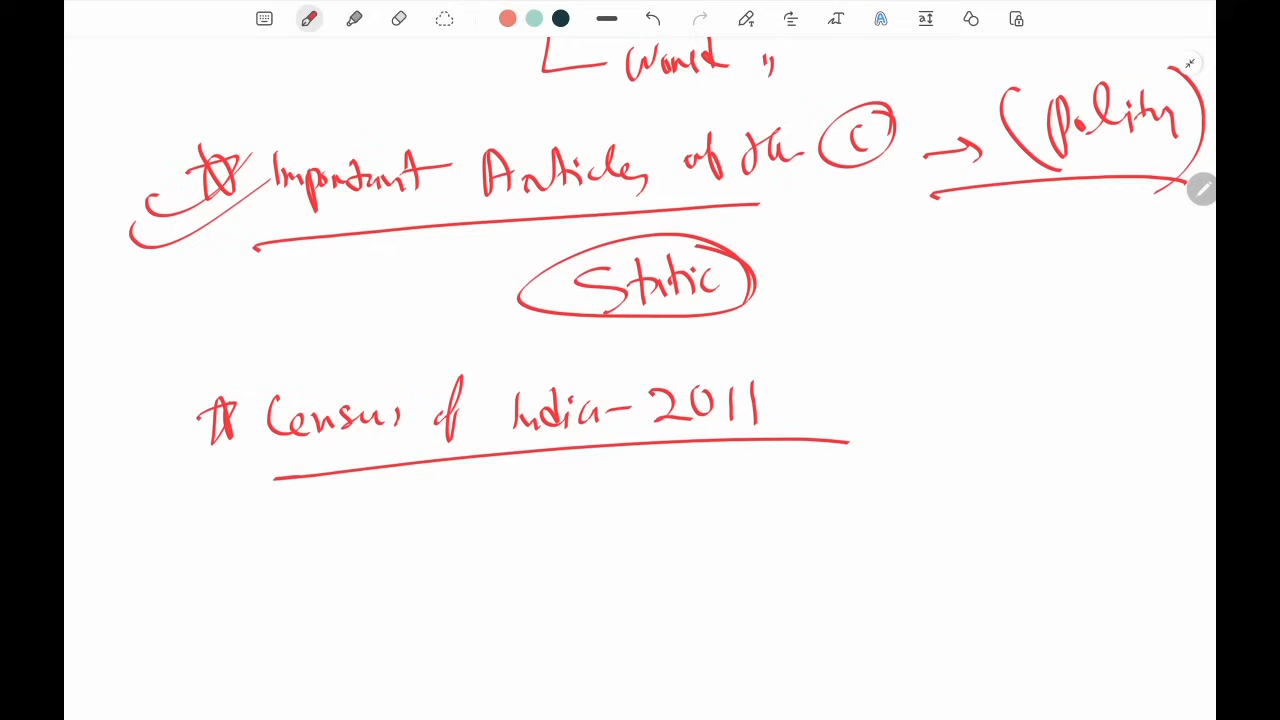 World "
* Important Articles of the C → (Polity)
Static
* Census of India - 2011